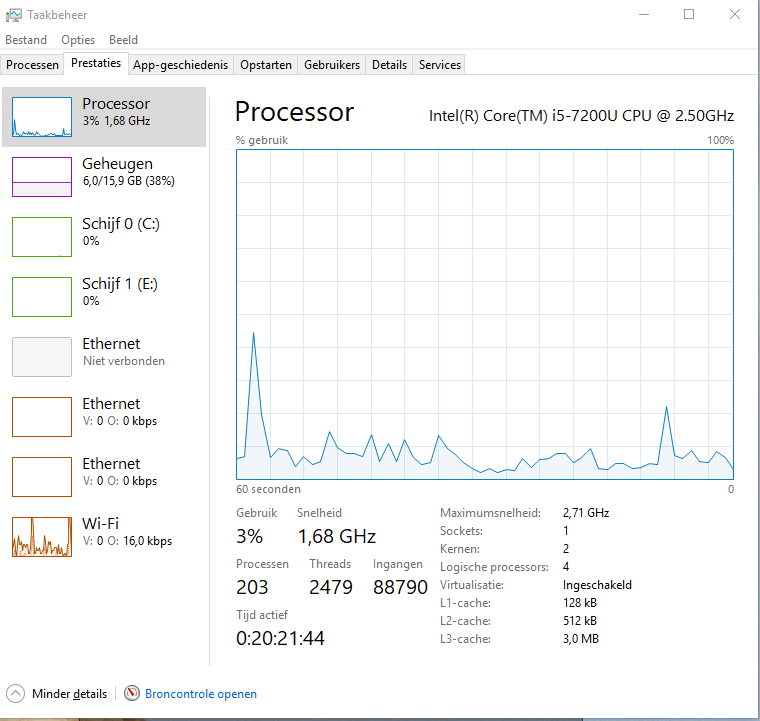 Taakbeheer
Bestand Opties Beeld
Processen Prestaties App-geschiedenis Opstarten Gebruikers Details Services
Processor
3% 1,68 GHz
Geheugen
6,0/15,9 GB (38%)
Schijf 0 (C:)
0%
Schijf 1 (E:)
0%
Ethernet
Niet verbonden
Ethernet
V: 0 O: 0 kbps
Ethernet
V: 0 O: 0 kbps
Wi-Fi
V: 0 O: 16,0 kbps
Processor Intel(R) Core(TM) i5-7200U CPU @ 2.50GHz
% gebruik 100%
60 seconden 0
Gebruik Snelheid
3% 1,68 GHz
Processen Threads Ingangen
203 2479 88790
Tijd actief
0:20:21:44
Maximumsnelheid: 2,71 GHz
Sockets: 1
Kernen: 2
Logische processors: 4
Virtualisatie: Ingeschakeld
L1-cache: 128 kB
L2-cache: 512 kB
L3-cache: 3,0 MB
Minder details Broncontrole openen